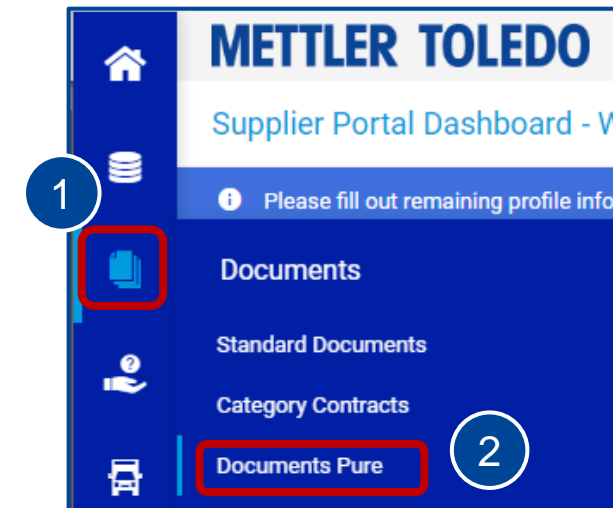 METTLER TOLEDO
Supplier Portal Dashboard -
1
Please fill out remaining profile info
Documents
?
Standard Documents
Category Contracts
Documents Pure
2